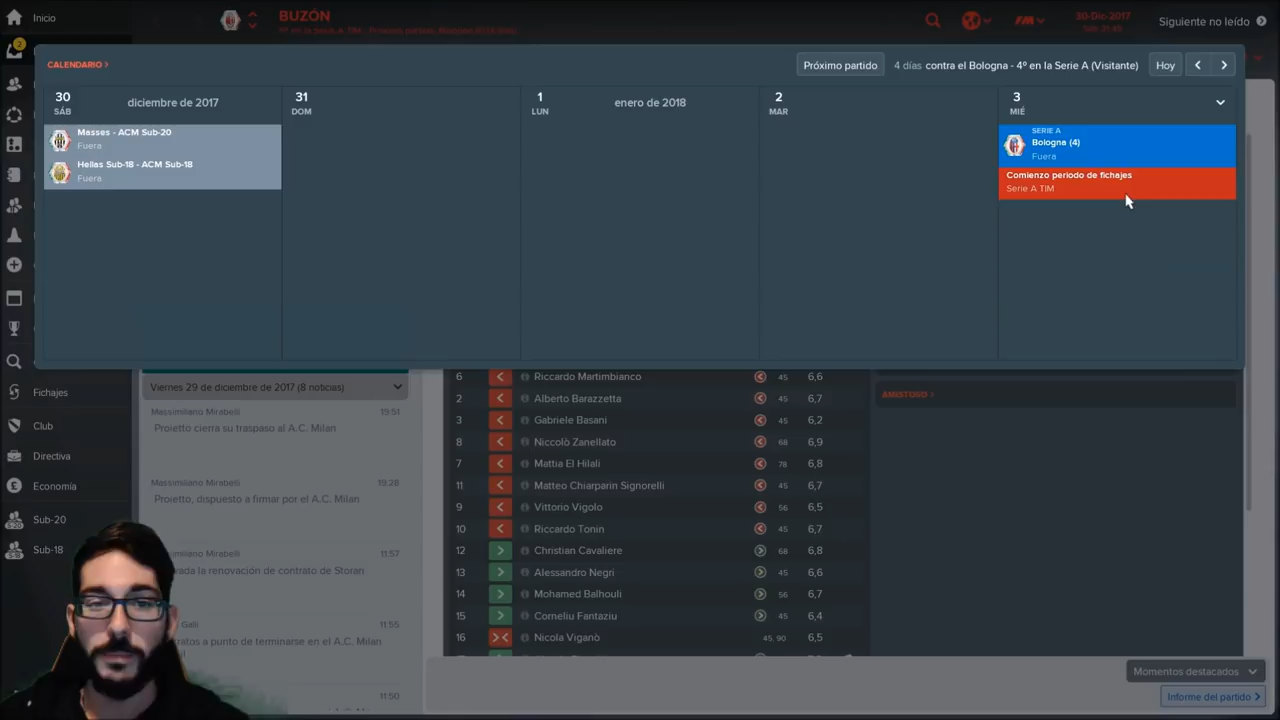 Inicio
BUZÓN
30-Dic-2017
Sáb 21:45
Siguiente no leído
2
CALENDARIO >
Próximo partido
4 días contra el Bologna - 4º en la Serie A (Visitante)
Hoy
30
SÁB
diciembre de 2017
31
DOM
1
LUN
enero de 2018
2
MAR
3
MIÉ
Masses - ACM Sub-20
Fuera
Hellas Sub-18 - ACM Sub-18
Fuera
SERIE A
Bologna (4)
Fuera
Comienzo periodo de fichajes
Serie A TIM
Fichajes
Club
Directiva
Economía
Sub-20
Sub-18
Viernes 29 de diciembre de 2017 (8 noticias)
Massimiliano Mirabelli 19:51
Proietto cierra su traspaso al A.C. Milan
Massimiliano Mirabelli 19:28
Proietto, dispuesto a firmar por el A.C. Milan
Mirabelli 11:57
la renovación de contrato de Storan
Galli 11:55
a punto de terminarse en el A.C. Milan
11:50
6 Riccardo Martimbianco 45 6,6
2 Alberto Barazzetta 45 6,7
3 Gabriele Basani 45 6,2
8 Niccolò Zanellato 68 6,9
7 Mattia El Hilali 78 6,8
11 Matteo Chiarparin Signorelli 45 6,7
9 Vittorio Vigolo 56 6,5
10 Riccardo Tonin 45 6,7
12 Christian Cavaliere 68 6,8
13 Alessandro Negri 45 6,6
14 Mohamed Balhouli 56 6,7
15 Corneliu Fantaziu 45 6,4
16 Nicola Viganò 45, 90 6,5
AMISTOSO >
Momentos destacados
Informe del partido >